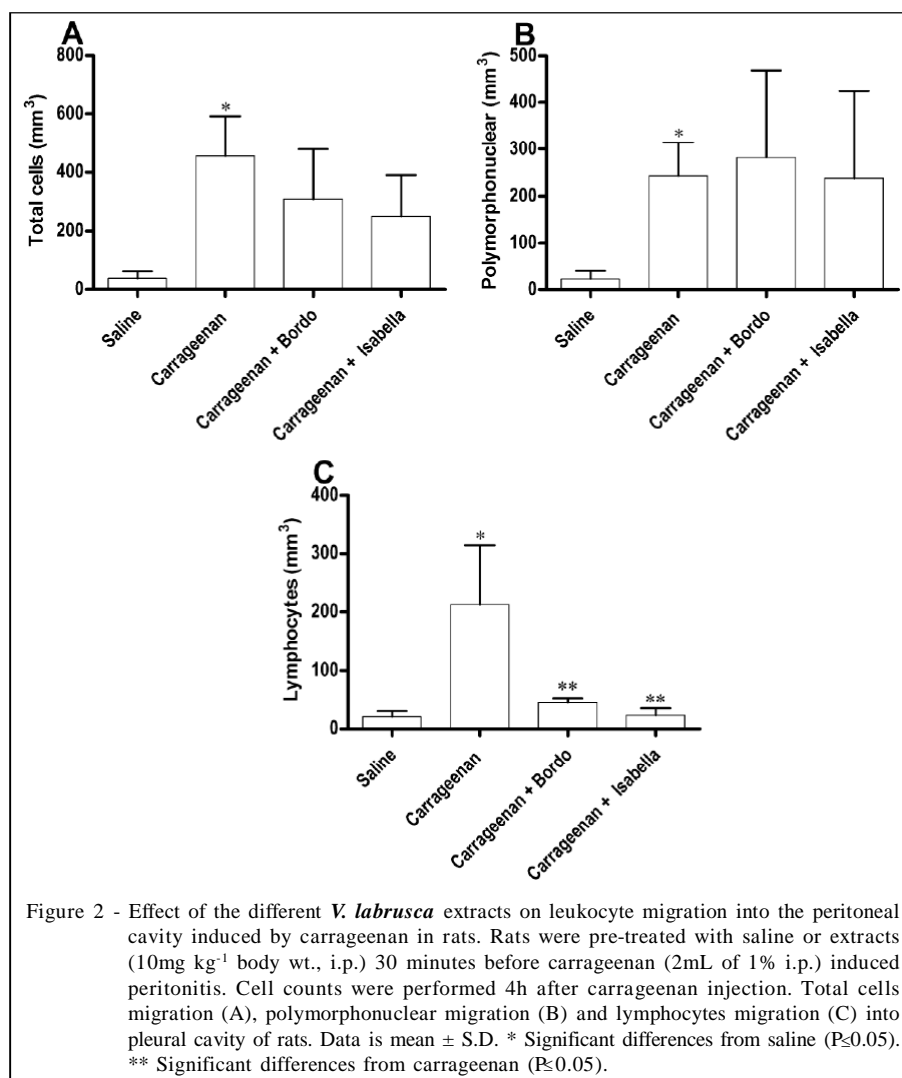 A
Total cells (mm³)
800
600
400
200
0
*
Saline
Carrageenan
Carrageenan + Bordo
Carrageenan + Isabella
B
Polymorphonuclear (mm³)
500
400
300
200
100
0
*
Saline
Carrageenan
Carrageenan + Bordo
Carrageenan + Isabella
C
Lymphocytes (mm³)
400
300
200
100
0
*
**
**
Saline
Carrageenan
Carrageenan + Bordo
Carrageenan + Isabella
Figure 2 - Effect of the different V. labrusca extracts on leukocyte migration into the peritoneal
cavity induced by carrageenan in rats. Rats were pre-treated with saline or extracts
(10mg kg⁻¹ body wt., i.p.) 30 minutes before carrageenan (2mL of 1% i.p.) induced
peritonitis. Cell counts were performed 4h after carrageenan injection. Total cells
migration (A), polymorphonuclear migration (B) and lymphocytes migration (C) into
pleural cavity of rats. Data is mean ± S.D. * Significant differences from saline (P≤0.05).
** Significant differences from carrageenan (P≤0.05).